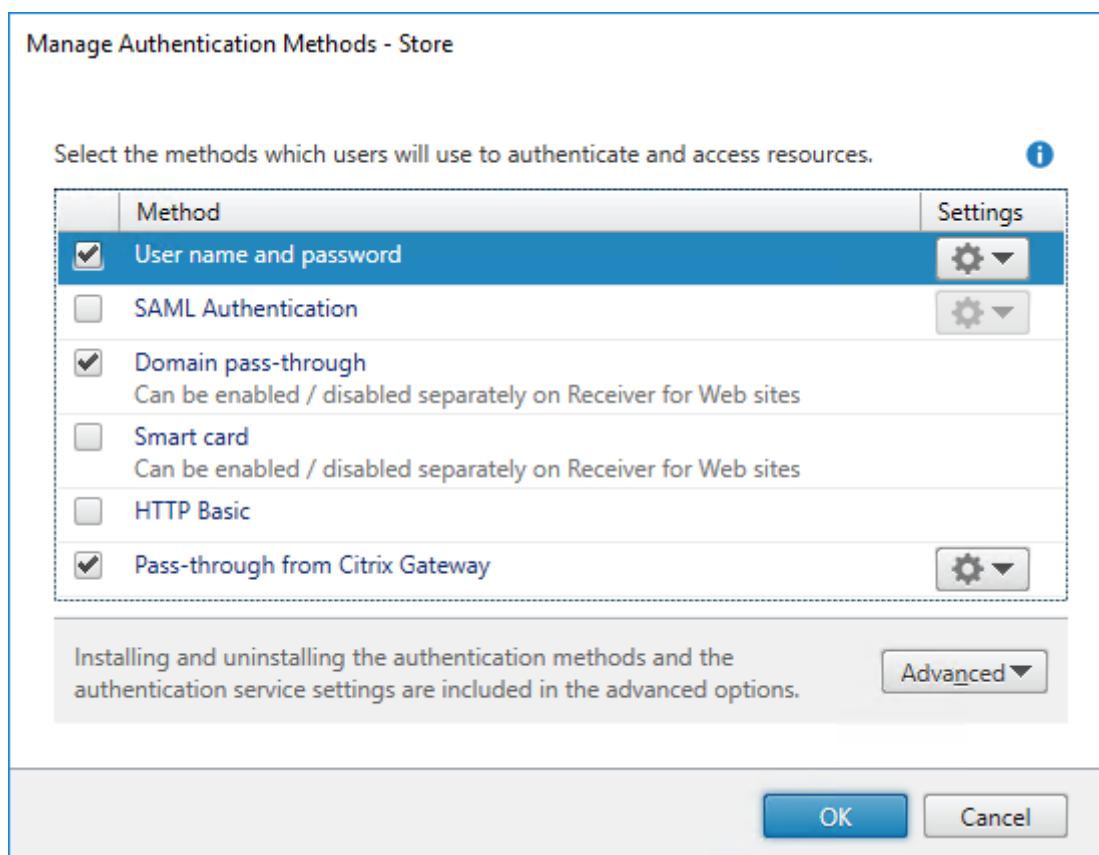 Manage Authentication Methods - Store
Select the methods which users will use to authenticate and access resources.
Method Settings
User name and password
SAML Authentication
Domain pass-through
Can be enabled / disabled separately on Receiver for Web sites
Smart card
Can be enabled / disabled separately on Receiver for Web sites
HTTP Basic
Pass-through from Citrix Gateway
Installing and uninstalling the authentication methods and the
authentication service settings are included in the advanced options.
Advanced
OK Cancel